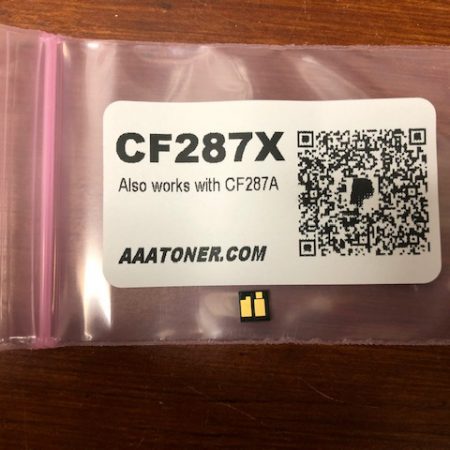 CF287X
Also works with CF287A
AAATONER.COM